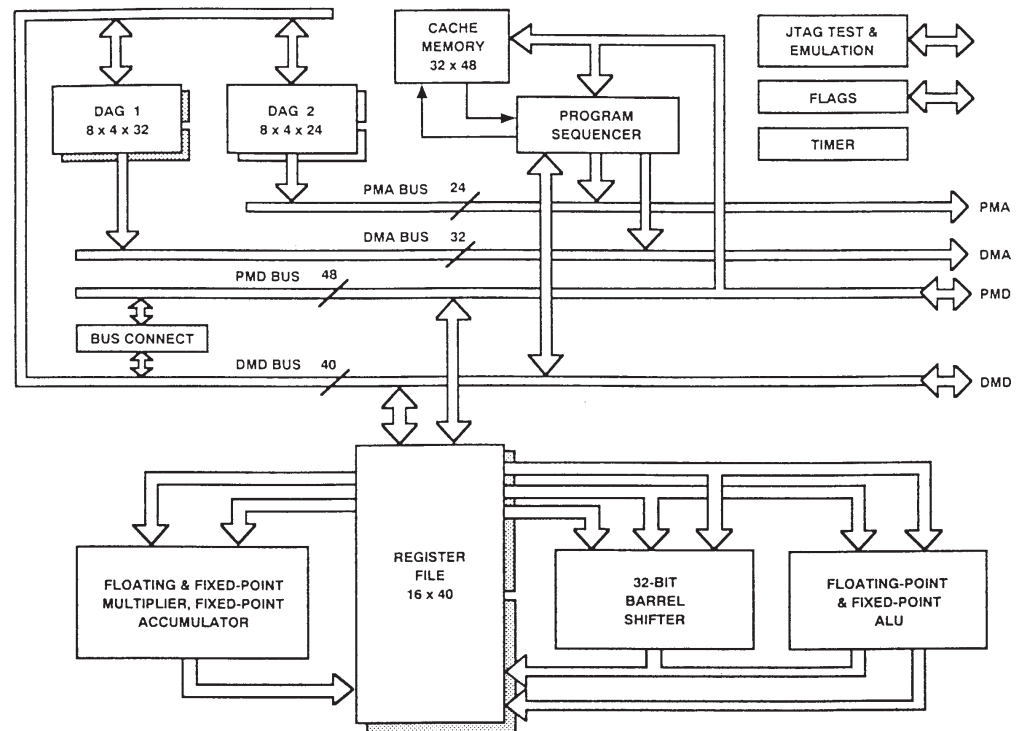 CACHE
MEMORY
32 x 48
JTAG TEST &
EMULATION
FLAGS
TIMER
DAG 1
8 x 4 x 32
DAG 2
8 x 4 x 24
PROGRAM
SEQUENCER
PMA BUS 24
PMA
DMA BUS 32
DMA
PMD BUS 48
PMD
BUS CONNECT
DMD BUS 40
DMD
REGISTER
FILE
16 x 40
FLOATING & FIXED-POINT
MULTIPLIER, FIXED-POINT
ACCUMULATOR
32-BIT
BARREL
SHIFTER
FLOATING-POINT
& FIXED-POINT
ALU